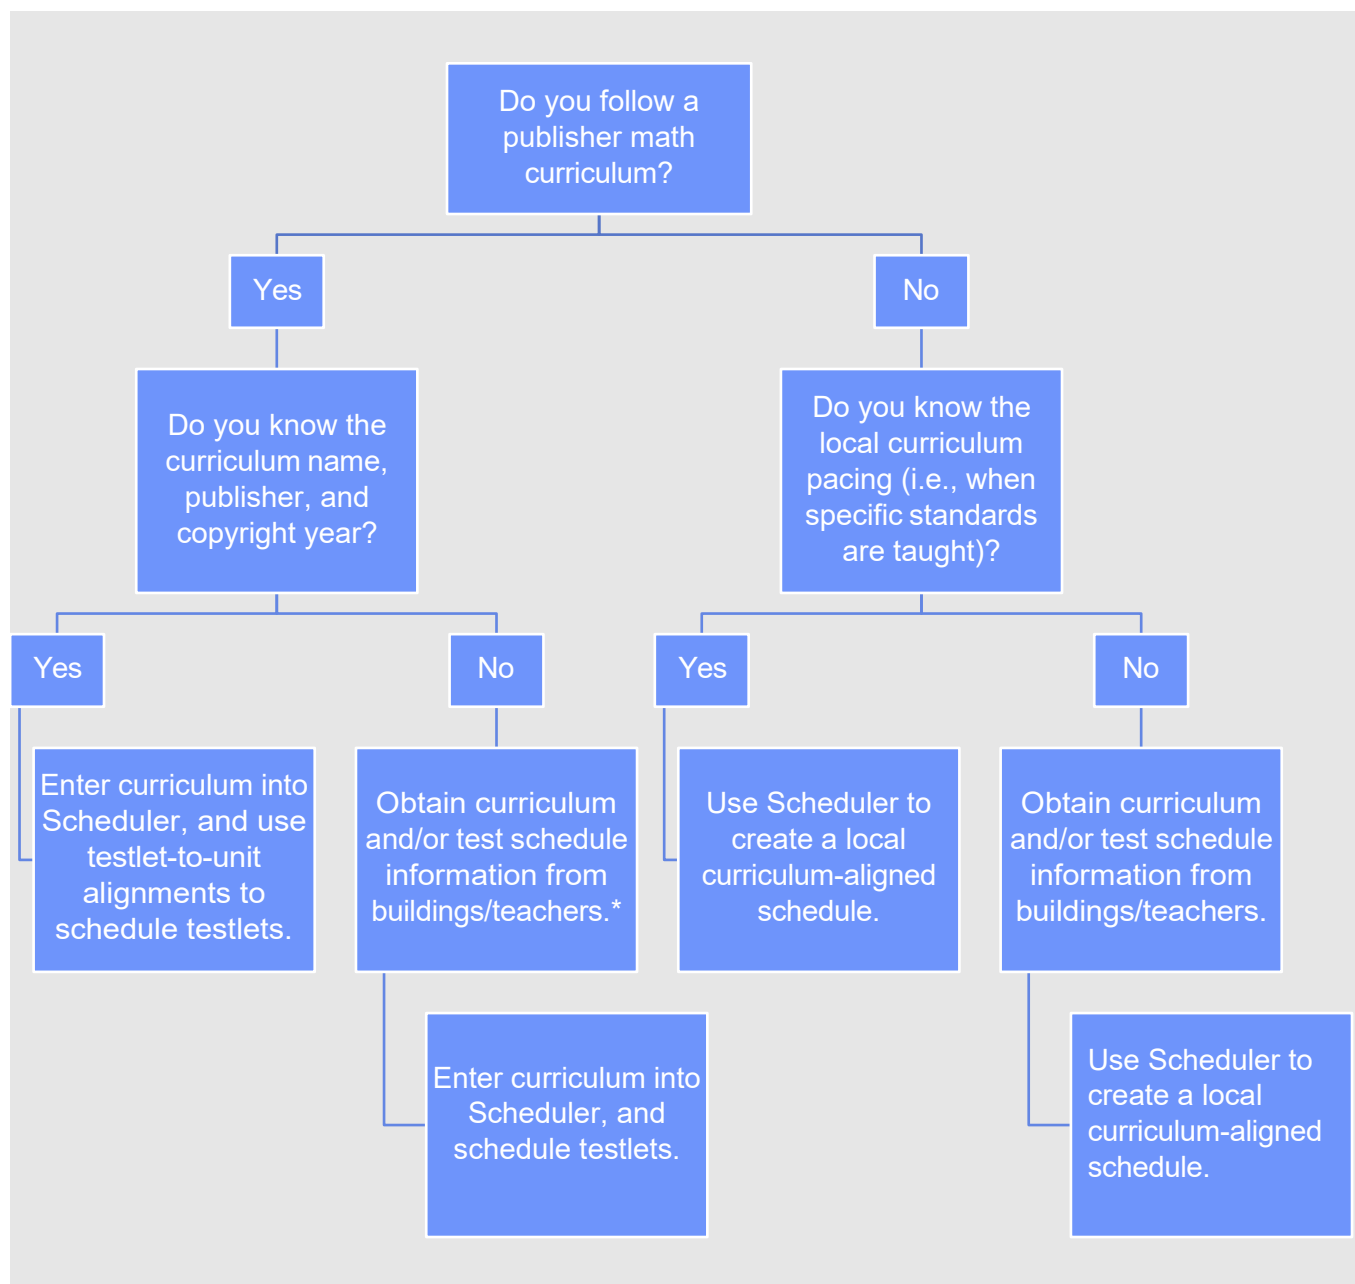 Do you follow a
publisher math
curriculum?
Yes
No
Do you know the
curriculum name,
publisher, and
copyright year?
Do you know the
local curriculum
pacing (i.e., when
specific standards
are taught)?
Yes
No
Yes
No
Enter curriculum into
Scheduler, and use
testlet-to-unit
alignments to
schedule testlets.
Obtain curriculum
and/or test schedule
information from
buildings/teachers.*
Use Scheduler to
create a local
curriculum-aligned
schedule.
Obtain curriculum
and/or test schedule
information from
buildings/teachers.
Enter curriculum into
Scheduler, and
schedule testlets.
Use Scheduler to
create a local
curriculum-aligned
schedule.